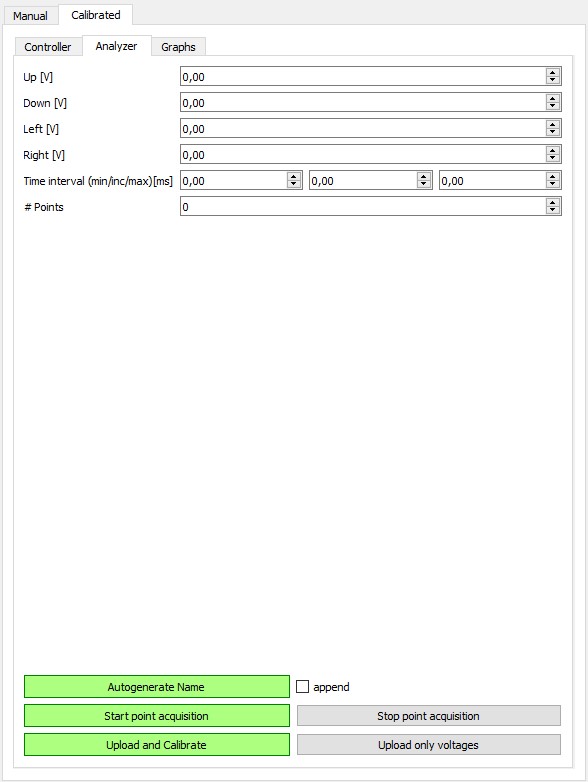 Manual Calibrated
Controller Analyzer Graphs
Up [V] 0,00
Down [V] 0,00
Left [V] 0,00
Right [V] 0,00
Time interval (min/inc/max)[ms] 0,00 0,00 0,00
# Points 0
Autogenerate Name append
Start point acquisition Stop point acquisition
Upload and Calibrate Upload only voltages